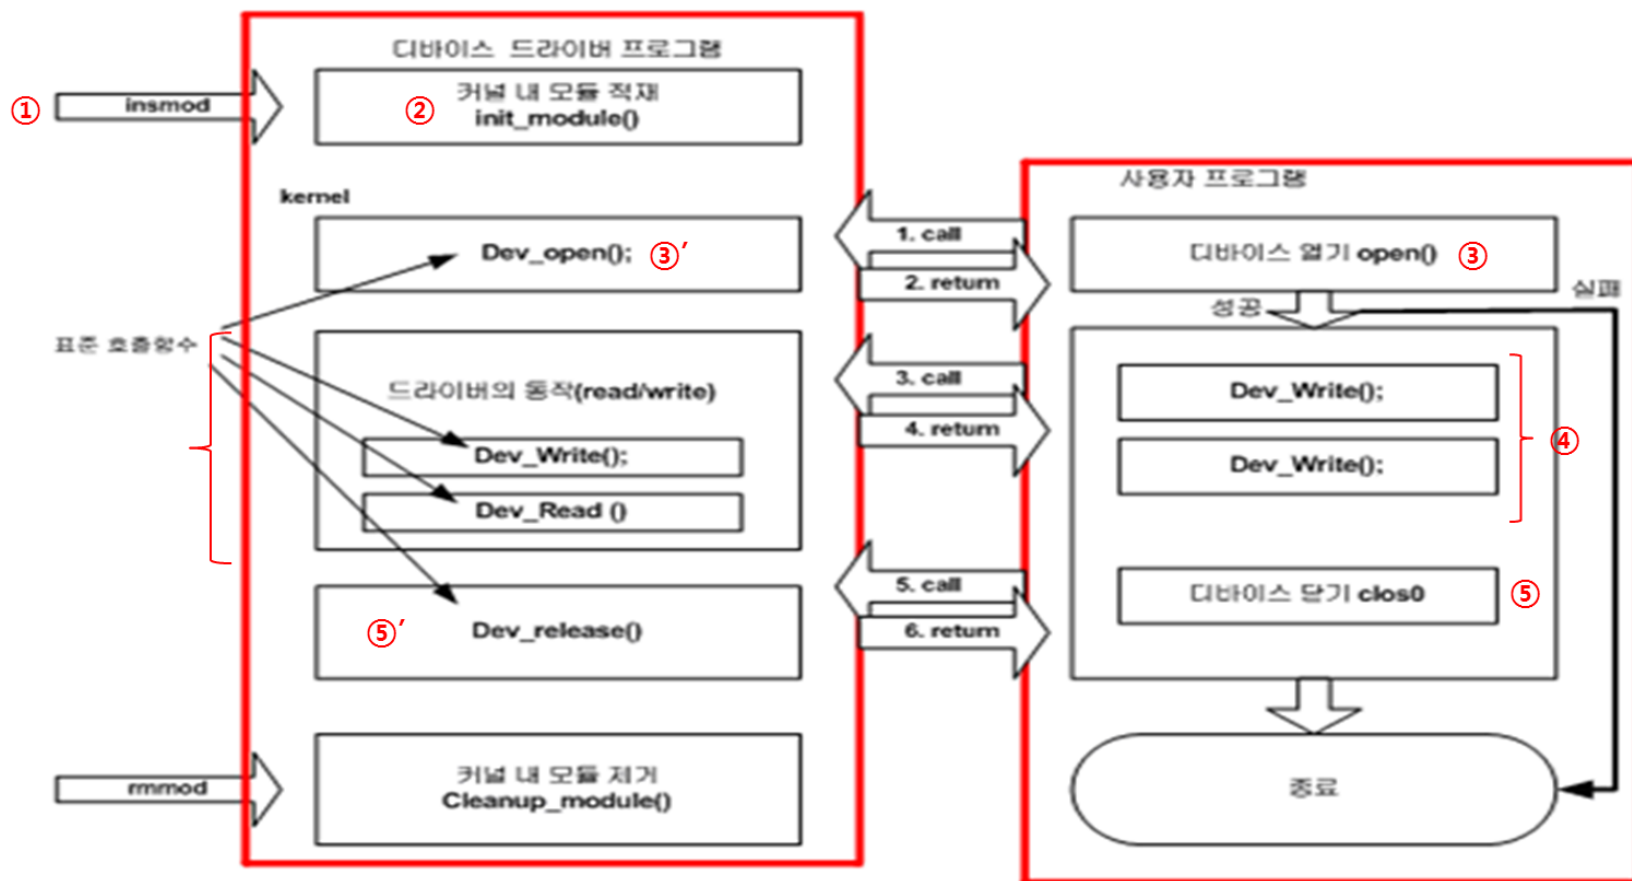 디바이스 드라이버 프로그램
① insmod
② 커널 내 모듈 적재
init_module()
kernel
사용자 프로그램
Dev_open(); ③′
1. call
2. return
디바이스 열기 open() ③
성공
실패
표준 호출함수
드라이버의 동작(read/write)
Dev_Write();
Dev_Read ()
3. call
4. return
Dev_Write();
Dev_Write();
④
5. call
6. return
디바이스 닫기 clos0 ⑤
⑤′ Dev_release()
rmmod
커널 내 모듈 제거
Cleanup_module()
종료